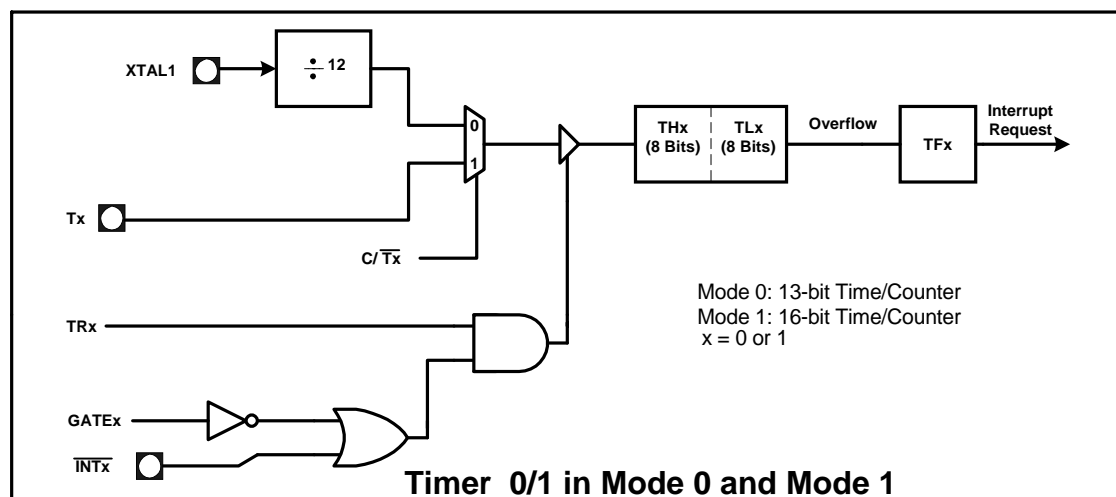 XTAL1
÷ 12
Interrupt
Request
0
1
THx
(8 Bits)
TLx
(8 Bits)
Overflow
TFx
Tx
C/T̅x̅
Mode 0: 13-bit Time/Counter
Mode 1: 16-bit Time/Counter
x = 0 or 1
TRx
GATEx
I̅N̅T̅x̅
Timer 0/1 in Mode 0 and Mode 1